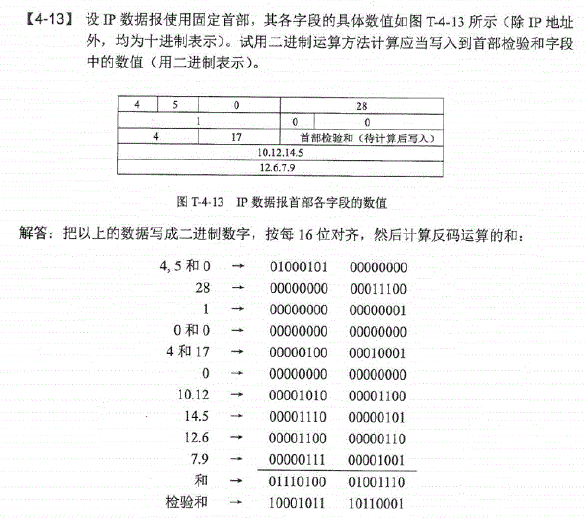 【4-13】 设 IP 数据报使用固定首部，其各字段的具体数值如图 T-4-13 所示（除 IP 地址
外，均为十进制表示）。试用二进制运算方法计算应当写入到首部检验和字段
中的数值（用二进制表示）。
4 5 0 28
1 0 0
4 17 首部检验和（待计算后写入）
10.12.14.5
12.6.7.9
图 T-4-13 IP 数据报首部各字段的数值
解答：把以上的数据写成二进制数字，按每 16 位对齐，然后计算反码运算的和：
4, 5 和 0 → 01000101 00000000
28 → 00000000 00011100
1 → 00000000 00000001
0 和 0 → 00000000 00000000
4 和 17 → 00000100 00010001
0 → 00000000 00000000
10.12 → 00001010 00001100
14.5 → 00001110 00000101
12.6 → 00001100 00000110
7.9 → 00000111 00001001
和 → 01110100 01001110
检验和 → 10001011 10110001